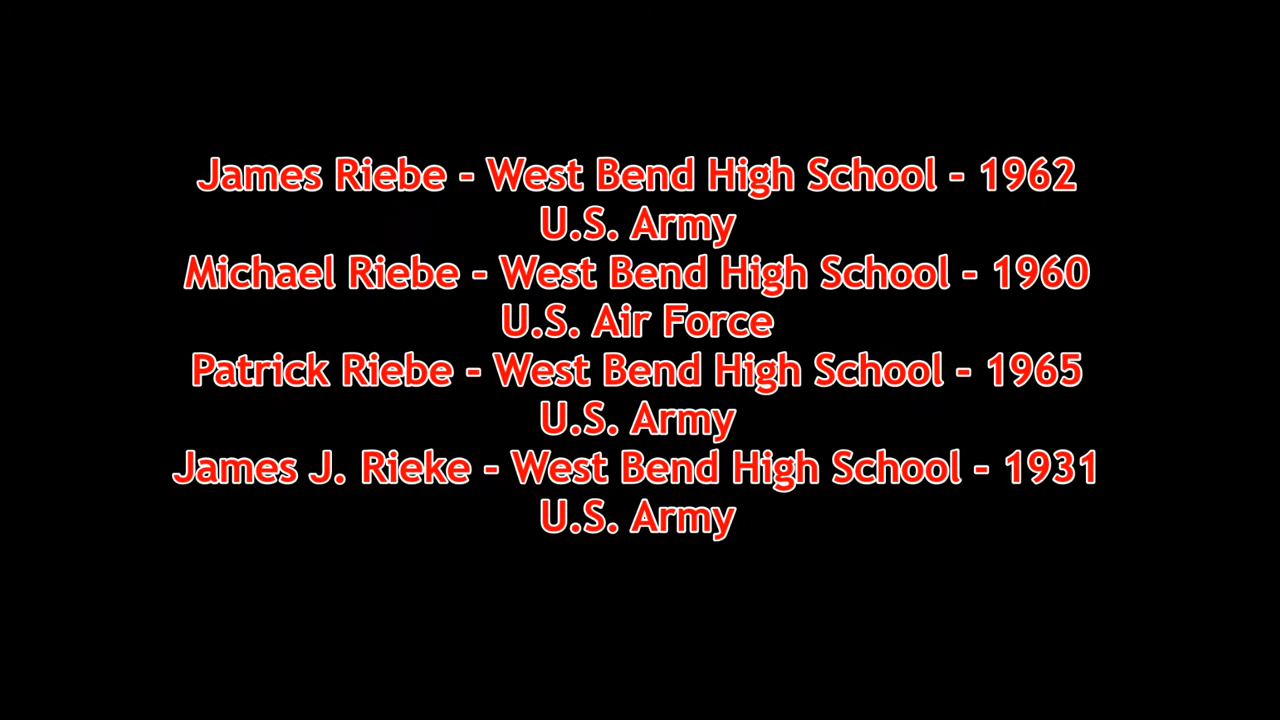 James Riebe - West Bend High School - 1962
U.S. Army
Michael Riebe - West Bend High School - 1960
U.S. Air Force
Patrick Riebe - West Bend High School - 1965
U.S. Army
James J. Rieke - West Bend High School - 1931
U.S. Army